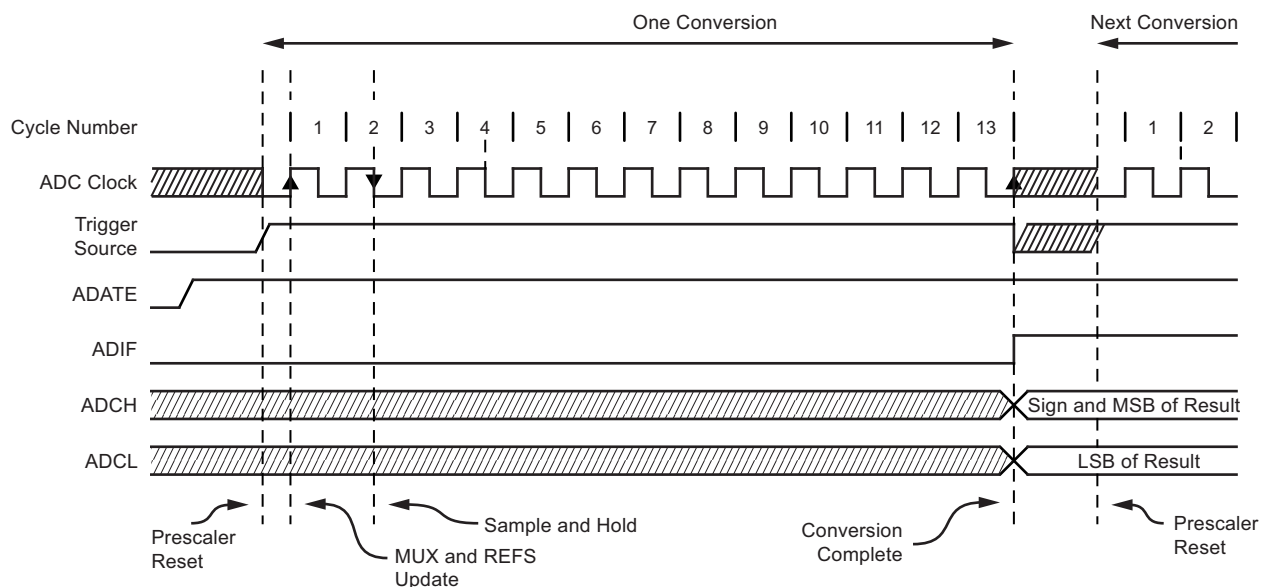 One Conversion
Next Conversion
Cycle Number
1 2 3 4 5 6 7 8 9 10 11 12 13 1 2
ADC Clock
Trigger
Source
ADATE
ADIF
ADCH
Sign and MSB of Result
ADCL
LSB of Result
Prescaler
Reset
MUX and REFS
Update
Sample and Hold
Conversion
Complete
Prescaler
Reset